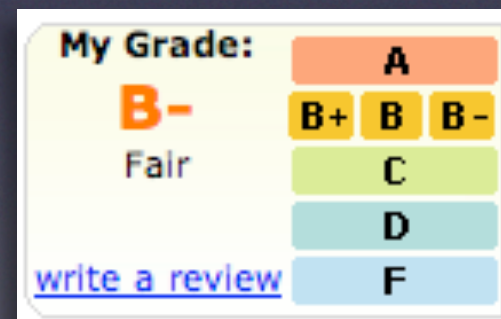 My Grade:
B-
Fair
write a review
A
B+ B B-
C
D
F